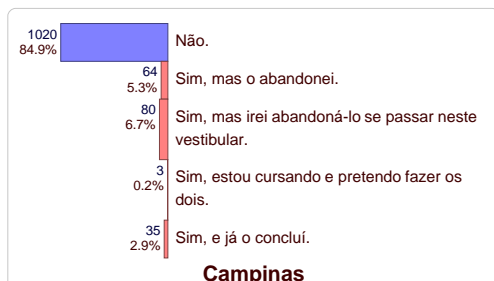 1020
84.9%
Não.
64
5.3%
Sim, mas o abandonei.
80
6.7%
Sim, mas irei abandoná-lo se passar neste
vestibular.
3
0.2%
Sim, estou cursando e pretendo fazer os
dois.
35
2.9%
Sim, e já o concluí.
Campinas